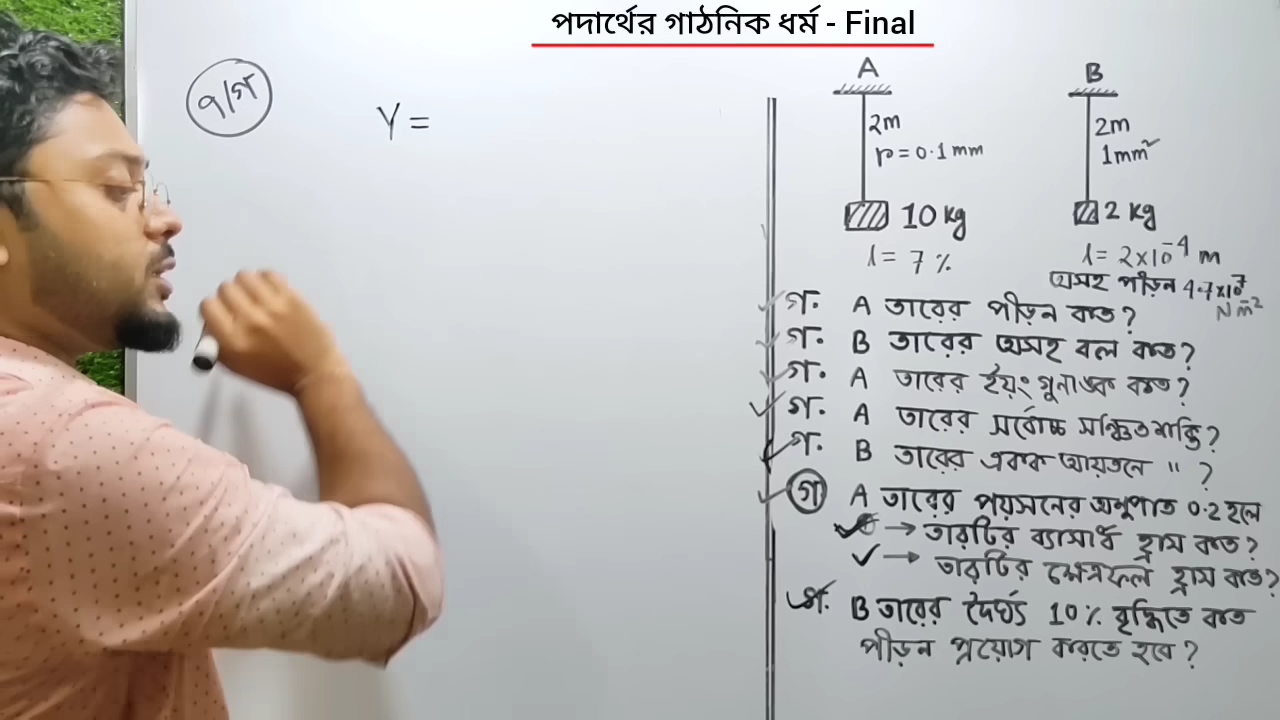 পদার্থের গাঠনিক ধর্ম - Final
৭/গ
Y =
A
2m
r = 0.1 mm
10 kg
l = 7 %
B
2m
1mm²
2 kg
l = 2×10⁻⁴ m
অসহ পীড়ন 4.7×10⁷
Nm⁻²
গ. A তারের পীড়ন কত?
গ. B তারের অসহ বল কত?
গ. A তারের ইয়ং গুনাঙ্ক কত?
গ. A তারের সর্বোচ্চ সঞ্চিত শক্তি?
গ. B তারের একক আয়তনে " ?
গ A তারের পয়সনের অনুপাত 0.2 হলে
→ তারটির ব্যাসার্ধ হ্রাস কত?
→ তারটির ক্ষেত্রফল হ্রাস কত?
B তারের দৈর্ঘ্য 10% বৃদ্ধিতে কত
পীড়ন প্রয়োগ করতে হবে?